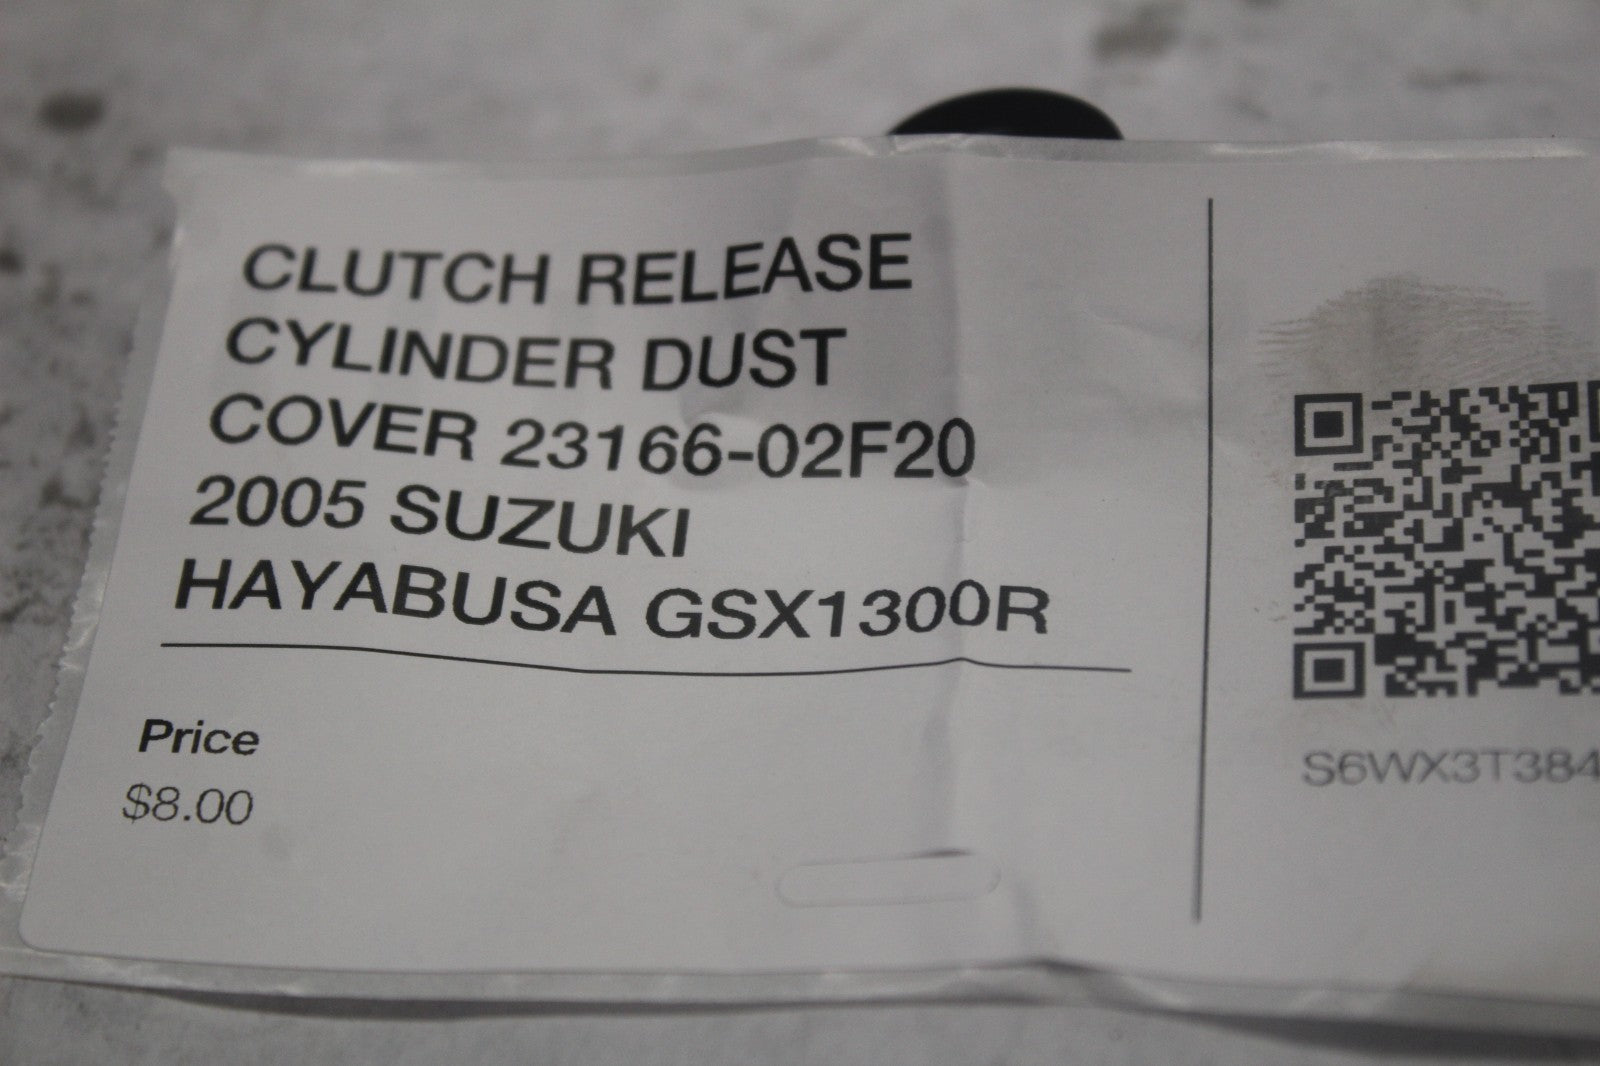 CLUTCH RELEASE
CYLINDER DUST
COVER 23166-02F20
2005 SUZUKI
HAYABUSA GSX1300R
Price
$8.00
S6WX3T384